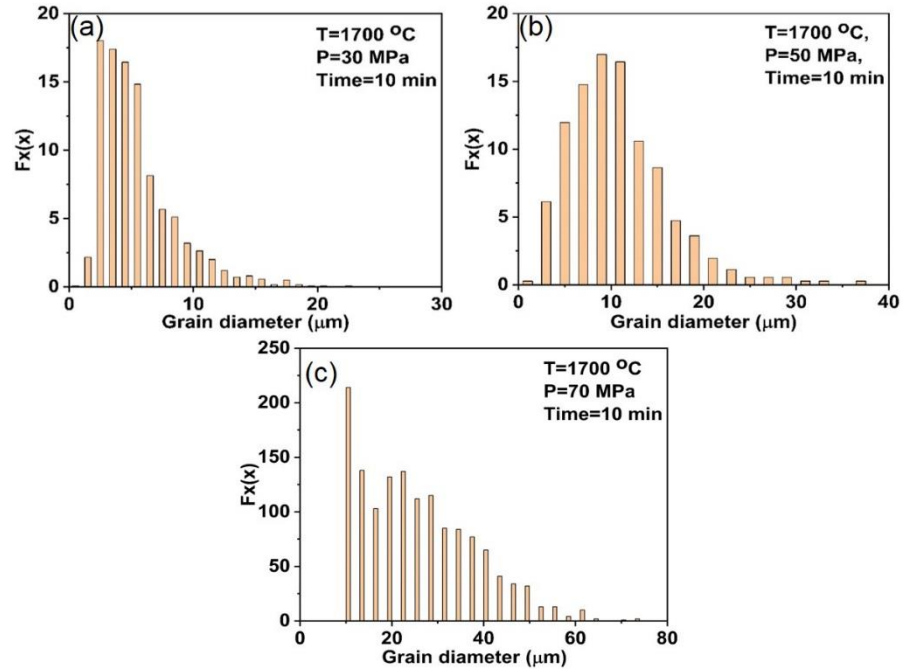 (a)
T=1700 °C
P=30 MPa
Time=10 min
20
15
10
5
0
Fx(x)
0 10 20 30
Grain diameter (μm)
(b)
T=1700 °C,
P=50 MPa,
Time=10 min
20
15
10
5
0
Fx(x)
0 10 20 30 40
Grain diameter (μm)
(c)
T=1700 °C
P=70 MPa
Time=10 min
250
200
150
100
50
0
Fx(x)
0 20 40 60 80
Grain diameter (μm)